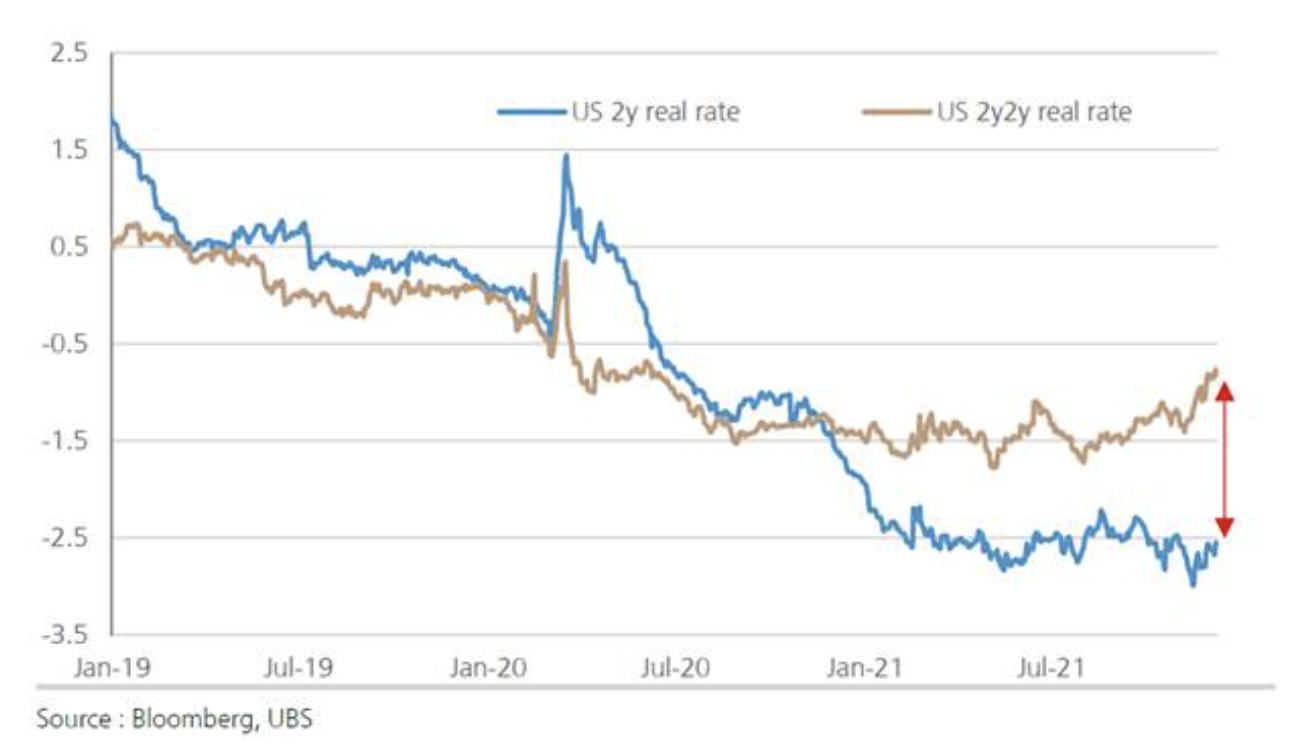 2.5
US 2y real rate US 2y2y real rate
1.5
0.5
-0.5
-1.5
-2.5
-3.5
Jan-19 Jul-19 Jan-20 Jul-20 Jan-21 Jul-21
Source : Bloomberg, UBS